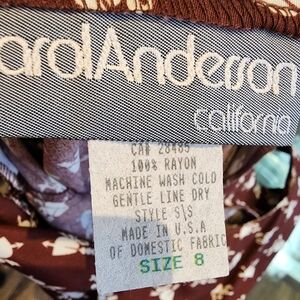 arolAnderson
california
CA# 28485
100% RAYON
MACHINE WASH COLD
GENTLE LINE DRY
STYLE S\S
MADE IN U.S.A
OF DOMESTIC FABRIC
SIZE 8